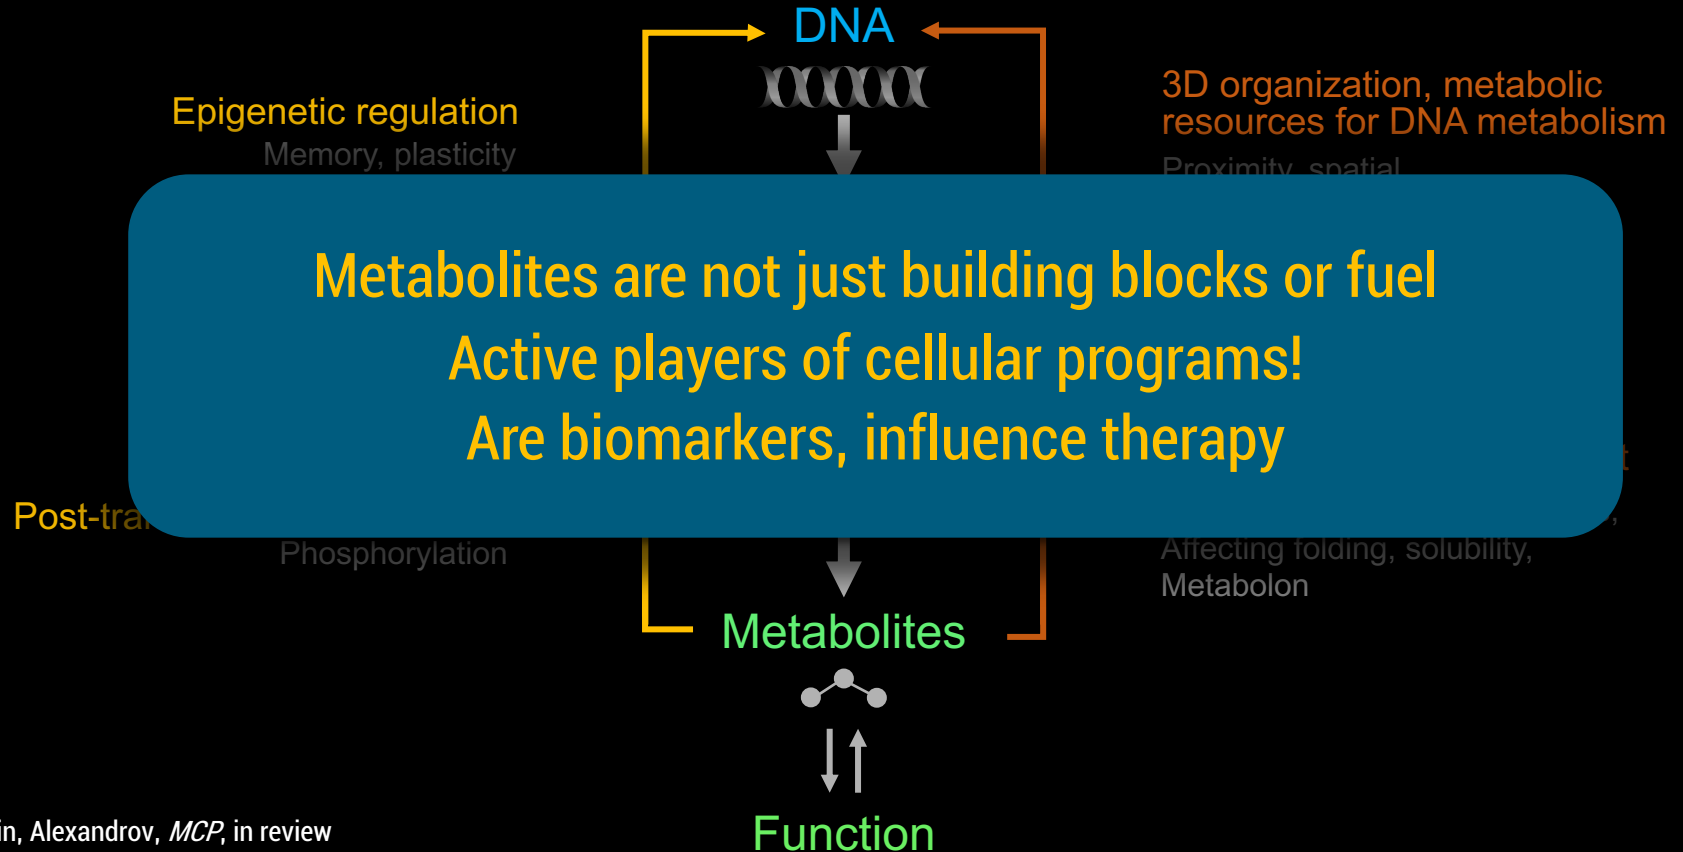 DNA
Epigenetic regulation
Memory, plasticity
3D organization, metabolic
resources for DNA metabolism
Proximity, spatial
Metabolites are not just building blocks or fuel
Active players of cellular programs!
Are biomarkers, influence therapy
Phosphorylation
Affecting folding, solubility,
Metabolon
Metabolites
Function
Alexandrov, MCP, in review